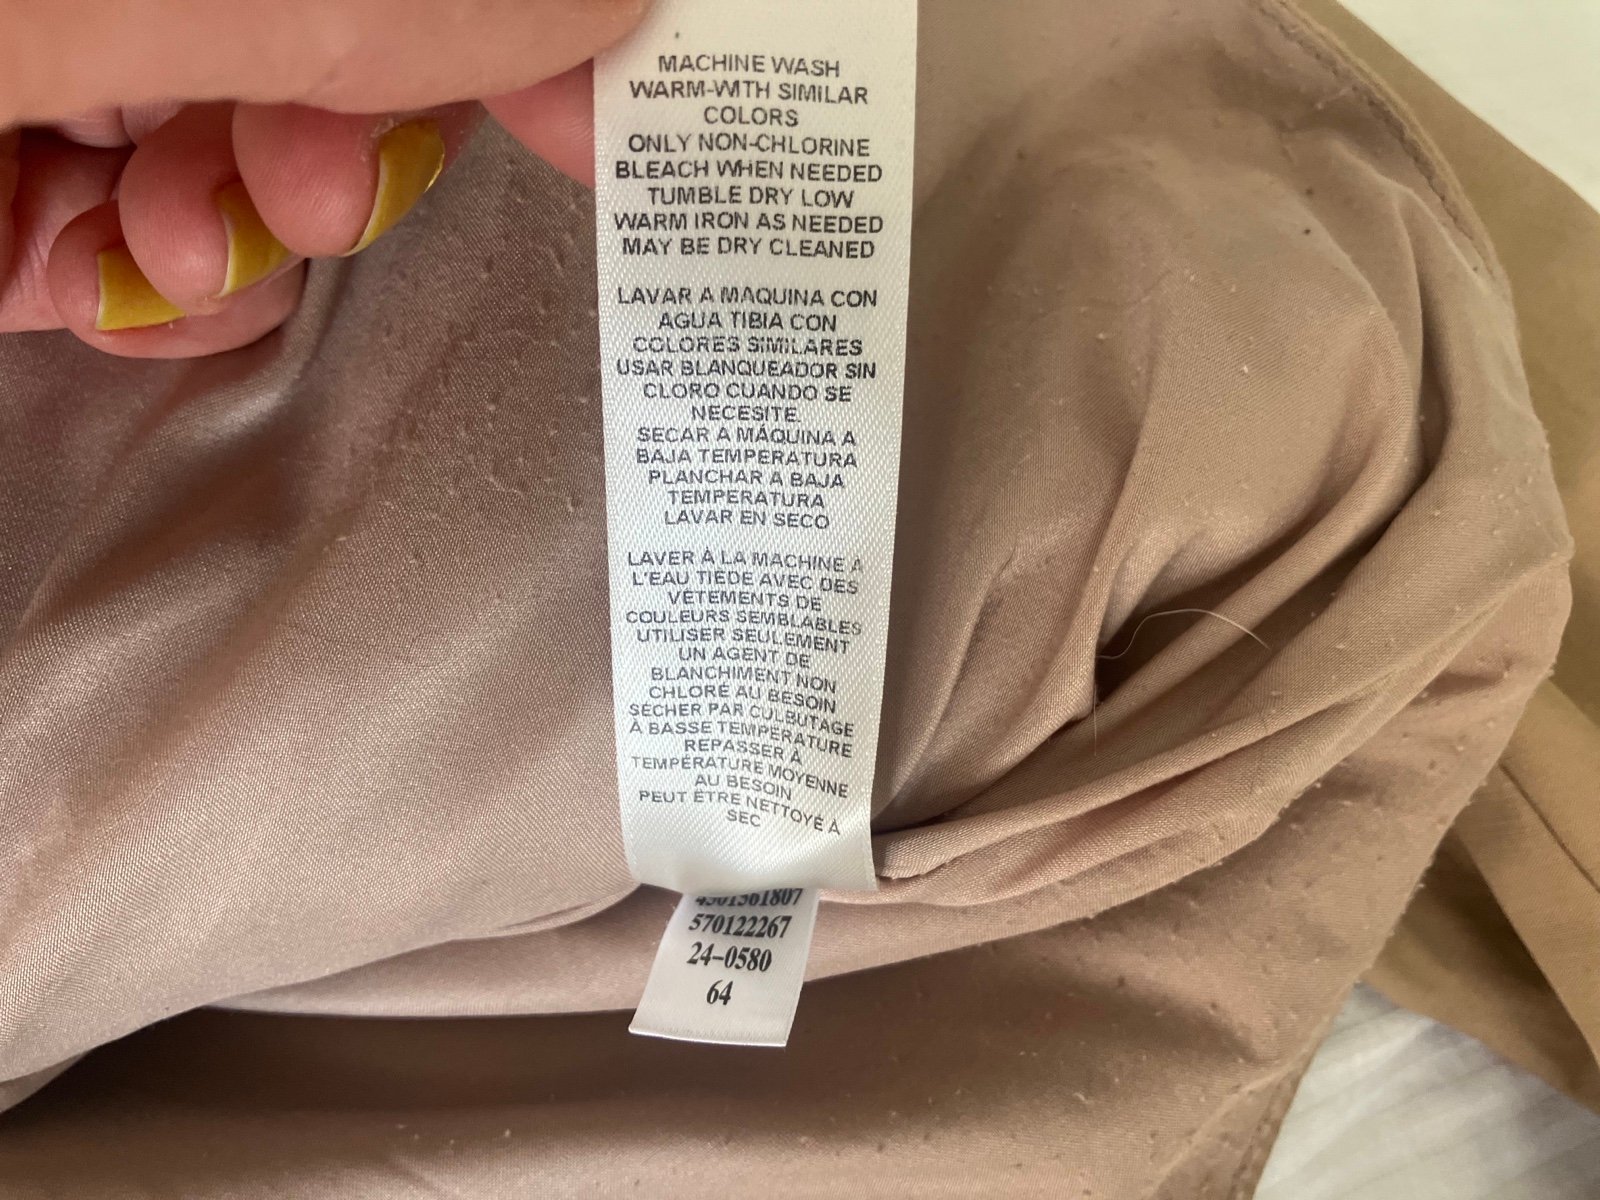 MACHINE WASH
WARM-WITH SIMILAR
COLORS
ONLY NON-CHLORINE
BLEACH WHEN NEEDED
TUMBLE DRY LOW
WARM IRON AS NEEDED
MAY BE DRY CLEANED
LAVAR A MAQUINA CON
AGUA TIBIA CON
COLORES SIMILARES
USAR BLANQUEADOR SIN
CLORO CUANDO SE
NECESITE.
SECAR A MÁQUINA A
BAJA TEMPERATURA
PLANCHAR A BAJA
TEMPERATURA
LAVAR EN SECO
LAVER À LA MACHINE À
L'EAU TIÈDE AVEC DES
VÊTEMENTS DE
COULEURS SEMBLABLES
UTILISER SEULEMENT
UN AGENT DE
BLANCHIMENT NON
CHLORÉ AU BESOIN
SÉCHER PAR CULBUTAGE
À BASSE TEMPÉRATURE
REPASSER À
TEMPÉRATURE MOYENNE
AU BESOIN
PEUT ÊTRE NETTOYÉ À
SEC
570122267
24-0580
64